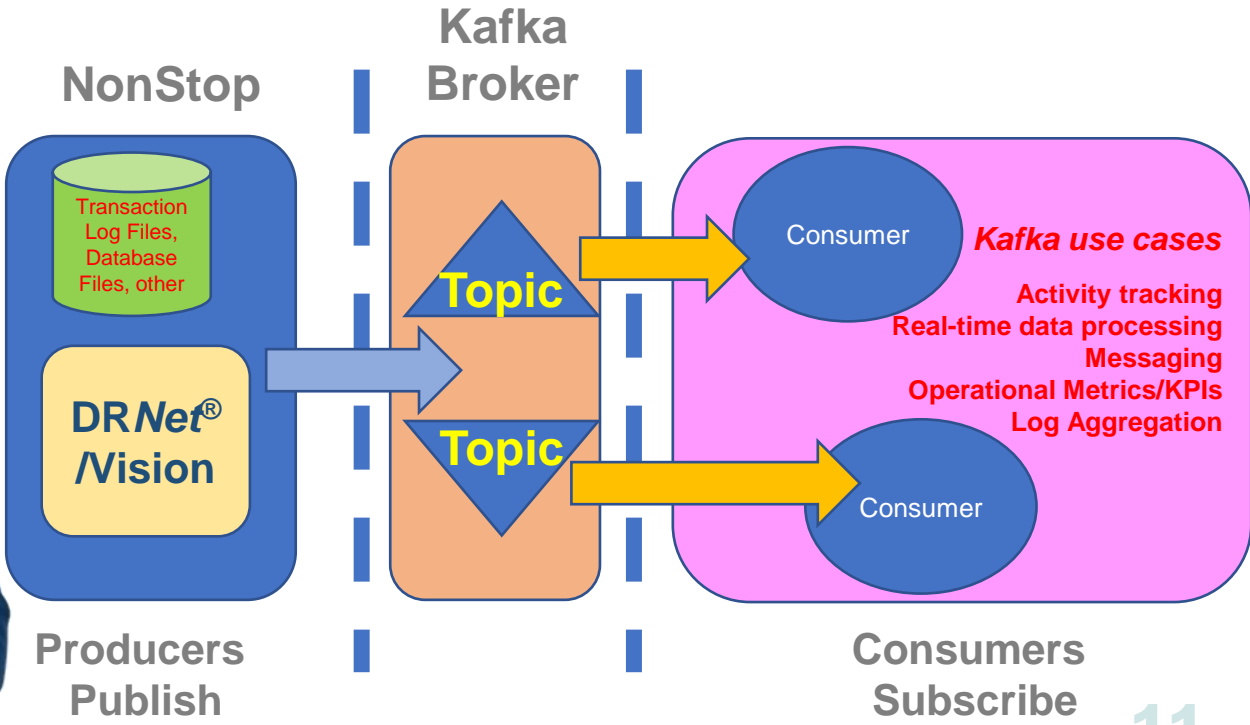 NonStop
Kafka
Broker
Transaction
Log Files,
Database
Files, other
DRNet®
/Vision
Topic
Topic
Consumer
Consumer
Kafka use cases
Activity tracking
Real-time data processing
Messaging
Operational Metrics/KPIs
Log Aggregation
Producers
Publish
Consumers
Subscribe
11